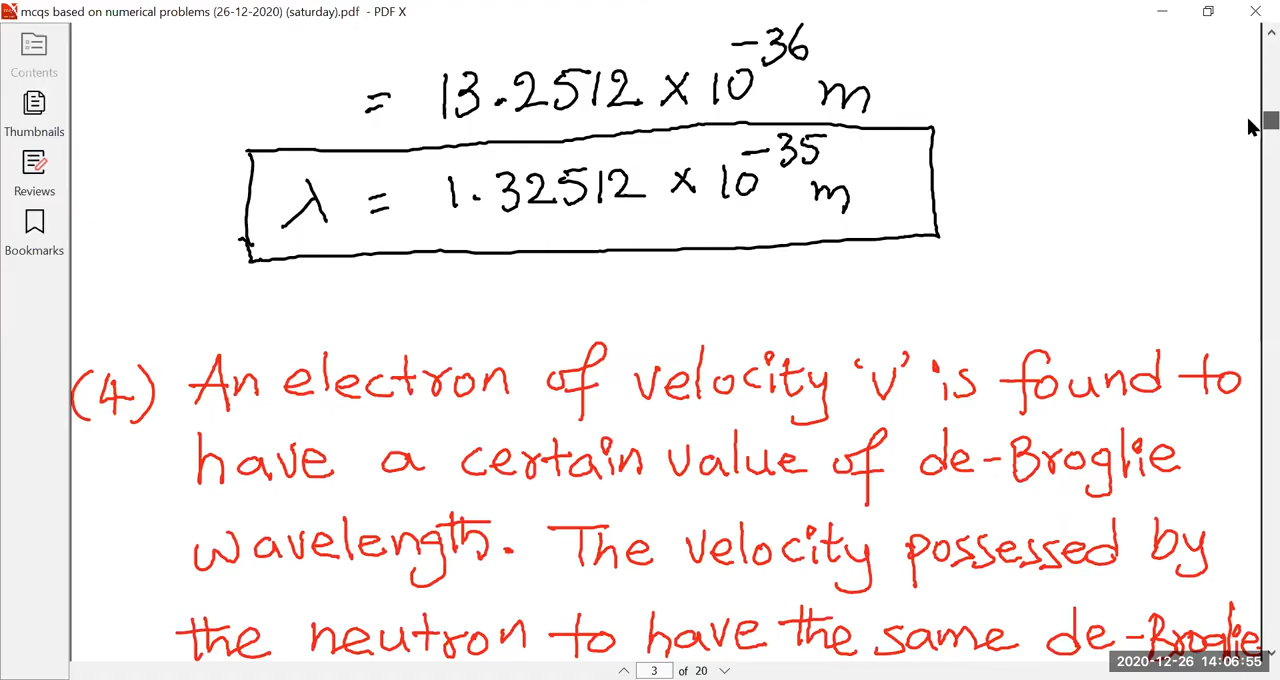 mcqs based on numerical problems (26-12-2020) (saturday).pdf - PDF X
Contents
Thumbnails
Reviews
Bookmarks
= 13.2512 × 10^-36 m
λ = 1.32512 × 10^-35 m
(4) An electron of velocity 'v' is found to
have a certain value of de-Broglie
wavelength. The velocity possessed by
the neutron to have the same de-Broglie
3 of 20
2020-12-26 14:06:55